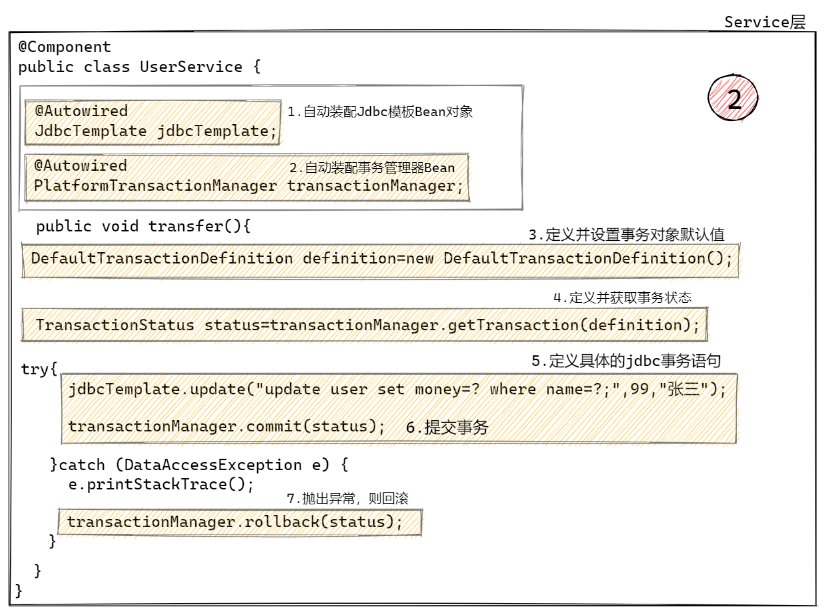 Service层
@Component
public class UserService {
2
@Autowired
1.自动装配Jdbc模板Bean对象
JdbcTemplate jdbcTemplate;
@Autowired
2.自动装配事务管理器Bean
PlatformTransactionManager transactionManager;
public void transfer(){
3.定义并设置事务对象默认值
DefaultTransactionDefinition definition=new DefaultTransactionDefinition();
4.定义并获取事务状态
TransactionStatus status=transactionManager.getTransaction(definition);
5.定义具体的jdbc事务语句
try{
jdbcTemplate.update("update user set money=? where name=?;",99,"张三");
transactionManager.commit(status);
6.提交事务
}catch (DataAccessException e) {
e.printStackTrace();
7.抛出异常，则回滚
transactionManager.rollback(status);
}
}
}